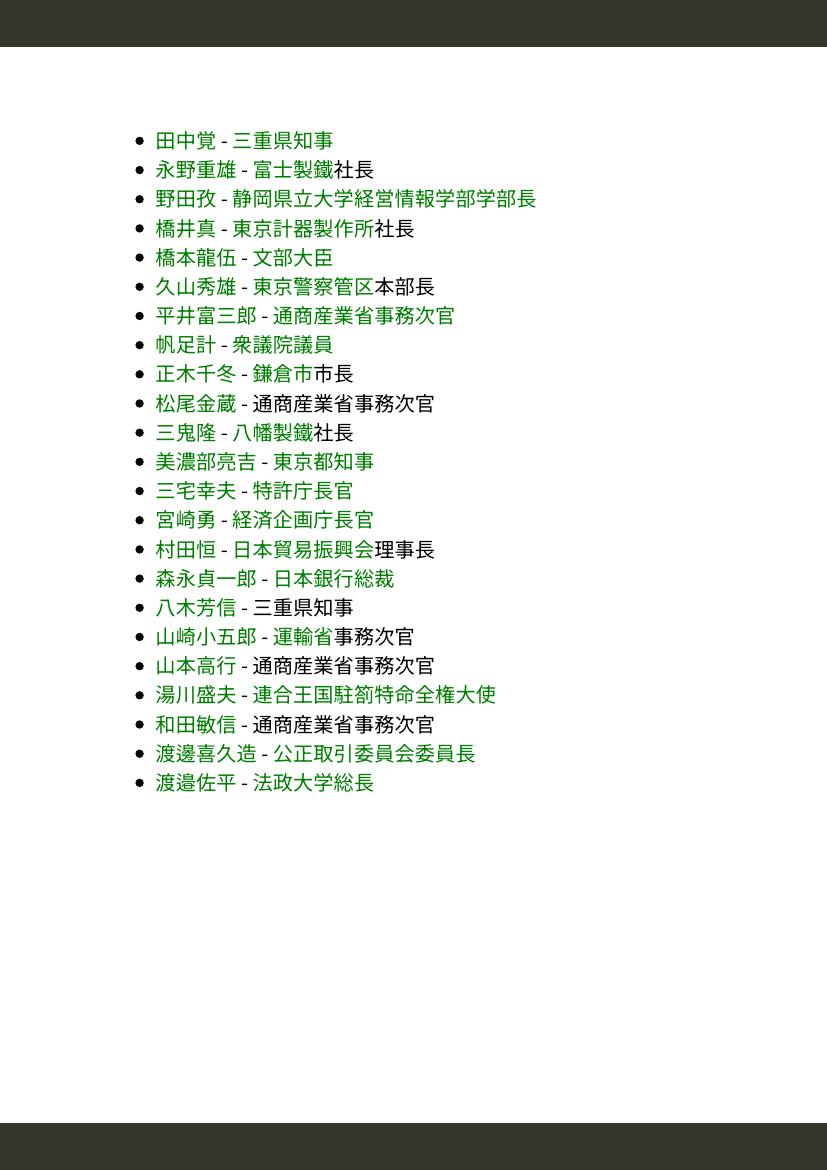 田中覚 - 三重県知事
永野重雄 - 富士製鐵社長
野田孜 - 静岡県立大学経営情報学部学部長
橋井真 - 東京計器製作所社長
橋本龍伍 - 文部大臣
久山秀雄 - 東京警察管区本部長
平井富三郎 - 通商産業省事務次官
帆足計 - 衆議院議員
正木千冬 - 鎌倉市市長
松尾金蔵 - 通商産業省事務次官
三鬼隆 - 八幡製鐵社長
美濃部亮吉 - 東京都知事
三宅幸夫 - 特許庁長官
宮崎勇 - 経済企画庁長官
村田恒 - 日本貿易振興会理事長
森永貞一郎 - 日本銀行総裁
八木芳信 - 三重県知事
山崎小五郎 - 運輸省事務次官
山本高行 - 通商産業省事務次官
湯川盛夫 - 連合王国駐箚特命全権大使
和田敏信 - 通商産業省事務次官
渡邊喜久造 - 公正取引委員会委員長
渡邉佐平 - 法政大学総長